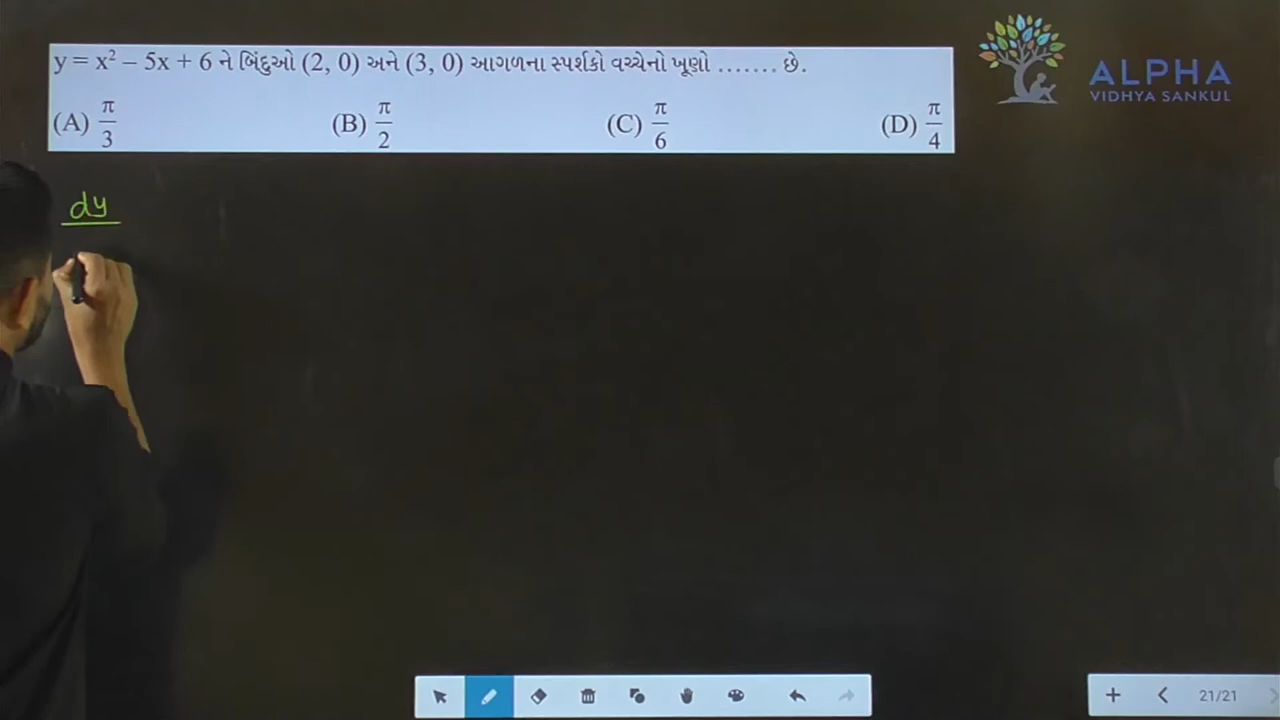 y = x² – 5x + 6 ને બિંદુઓ (2, 0) અને (3, 0) આગળના સ્પર્શકો વચ્ચેનો ખૂણો ....... છે.
(A) π/3 (B) π/2 (C) π/6 (D) π/4
ALPHA
VIDHYA SANKUL
dy
21/21